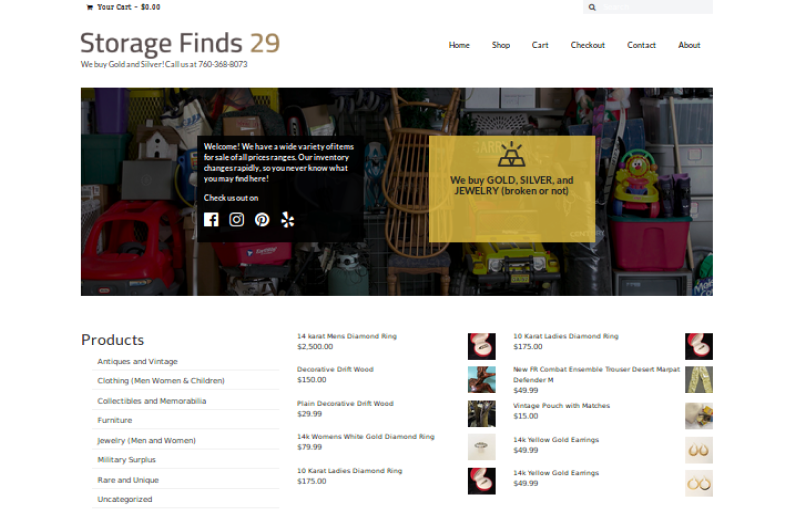 Your Cart - $0.00
Storage Finds 29
We buy Gold and Silver! Call us at 760-368-8073
Home
Shop
Cart
Checkout
Contact
About
Welcome! We have a wide variety of items
for sale of all prices ranges. Our inventory
changes rapidly, so you never know what
you may find here!
Check us out on
We buy GOLD, SILVER, and
JEWELRY (broken or not)
Products
Antiques and Vintage
Clothing (Men Women & Children)
Collectibles and Memorabilia
Furniture
Jewelry (Men and Women)
Military Surplus
Rare and Unique
Uncategorized
14 karat Mens Diamond Ring
$2,500.00
Decorative Drift Wood
$150.00
Plain Decorative Drift Wood
$29.99
14k Womens White Gold Diamond Ring
$79.99
10 Karat Ladies Diamond Ring
$175.00
10 Karat Ladies Diamond Ring
$175.00
New FR Combat Ensemble Trouser Desert Marpat
Defender M
$49.99
Vintage Pouch with Matches
$15.00
14k Yellow Gold Earrings
$49.99
14k Yellow Gold Earrings
$49.99